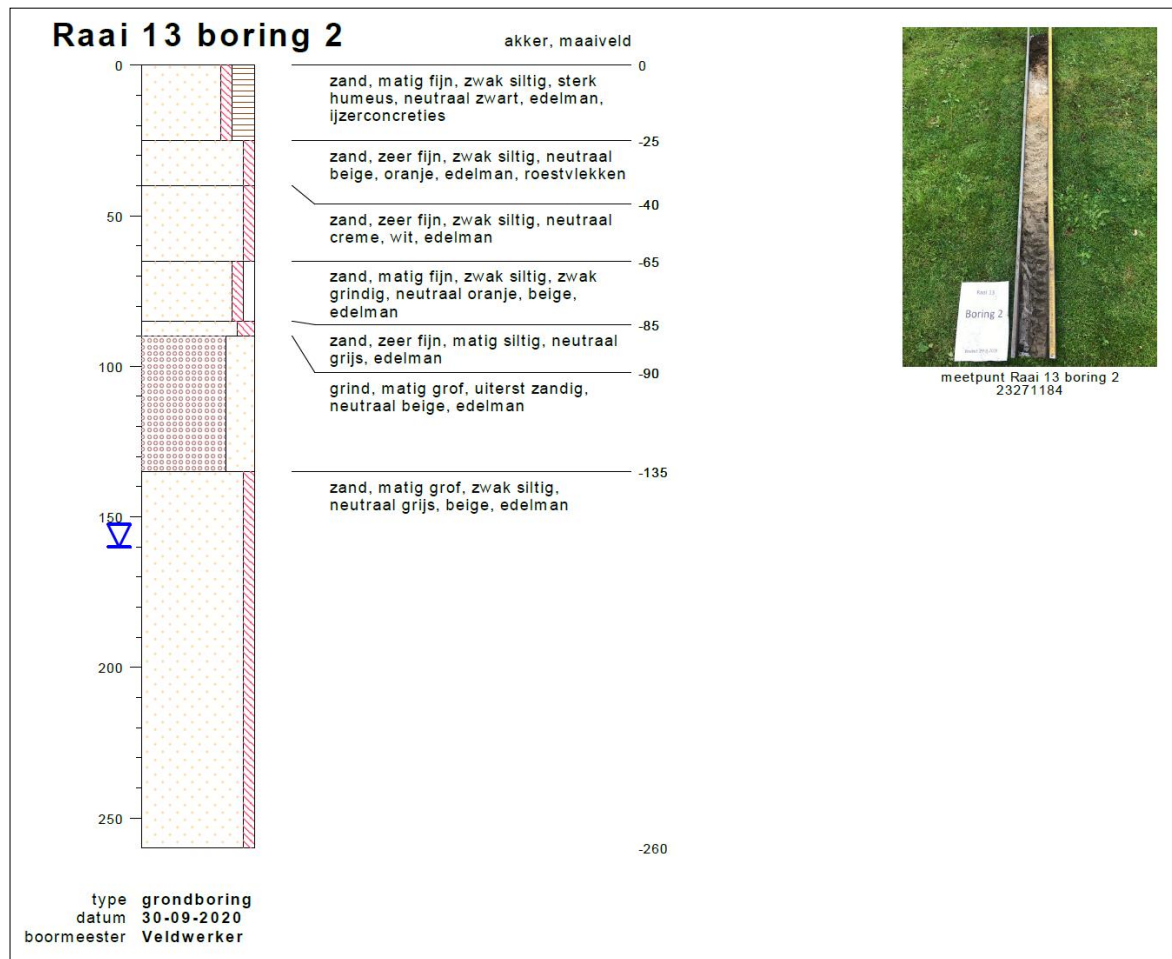 Raai 13 boring 2
akker, maaiveld
0
50
100
150
200
250
0
zand, matig fijn, zwak siltig, sterk
humeus, neutraal zwart, edelman,
ijzerconcreties
-25
zand, zeer fijn, zwak siltig, neutraal
beige, oranje, edelman, roestvlekken
-40
zand, zeer fijn, zwak siltig, neutraal
creme, wit, edelman
-65
zand, matig fijn, zwak siltig, zwak
grindig, neutraal oranje, beige,
edelman
-85
zand, zeer fijn, matig siltig, neutraal
grijs, edelman
-90
grind, matig grof, uiterst zandig,
neutraal beige, edelman
-135
zand, matig grof, zwak siltig,
neutraal grijs, beige, edelman
-260
type grondboring
datum 30-09-2020
boormeester Veldwerker
Raai 13
Boring 2
meetpunt Raai 13 boring 2
23271184